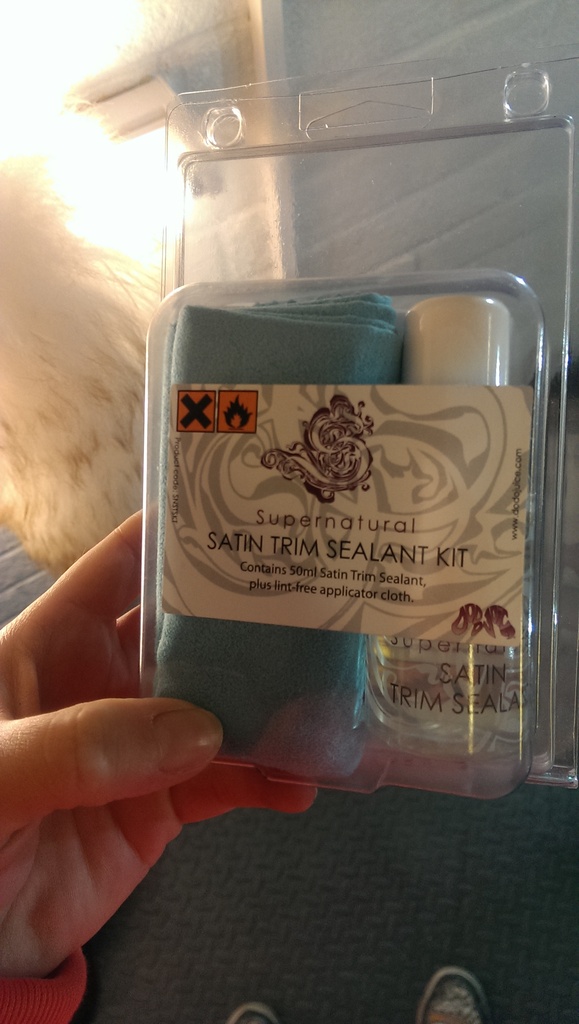 Supernatural
SATIN TRIM SEALANT KIT
Contains 50ml Satin Trim Sealant,
plus lint-free applicator cloth.
www.dodojuice.com
SATIN
TRIM